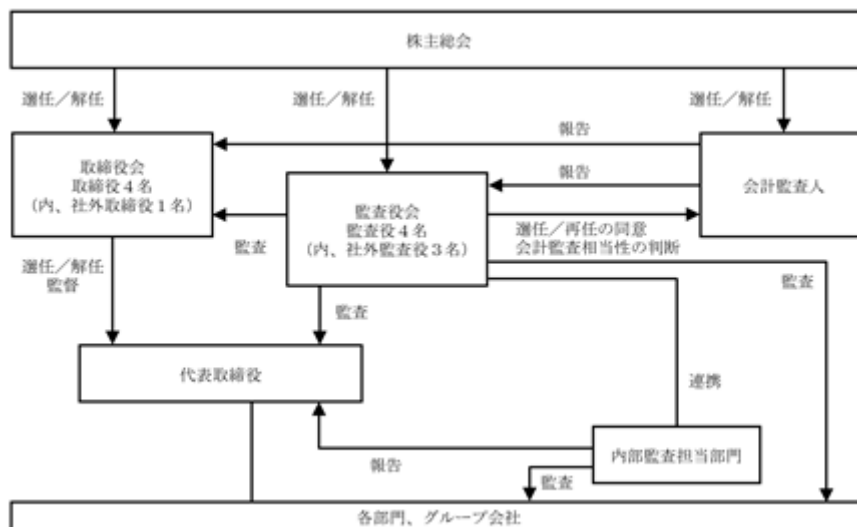 株主総会
選任／解任
選任／解任
選任／解任
報告
取締役会
取締役４名
（内、社外取締役１名）
報告
会計監査人
監査役会
監査役４名
（内、社外監査役３名）
監査
選任／再任の同意
会計監査相当性の判断
選任／解任
監督
監査
監査
代表取締役
連携
報告
内部監査担当部門
監査
各部門、グループ会社